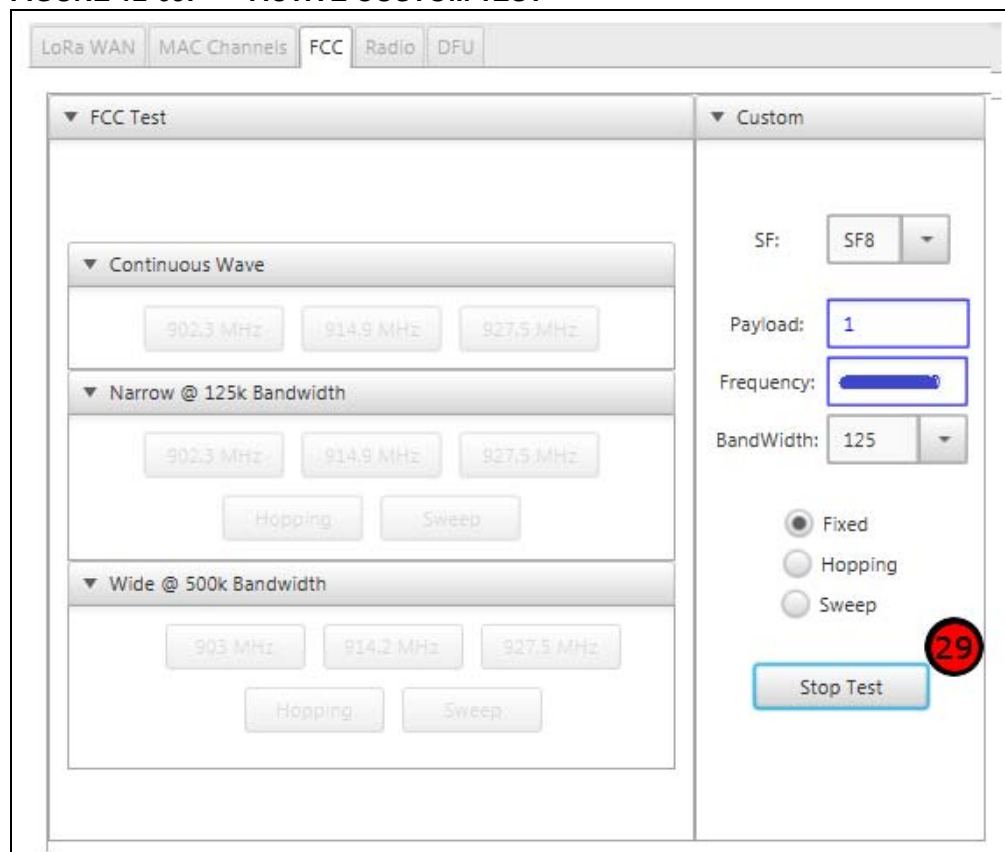 LoRa WAN MAC Channels FCC Radio DFU
FCC Test
Custom
Continuous Wave
902.3 MHz 914.9 MHz 927.5 MHz
Narrow @ 125k Bandwidth
902.3 MHz 914.9 MHz 927.5 MHz
Hopping Sweep
Wide @ 500k Bandwidth
903 MHz 914.2 MHz 927.5 MHz
Hopping Sweep
SF: SF8
Payload: 1
Frequency:
BandWidth: 125
Fixed
Hopping
Sweep
29
Stop Test